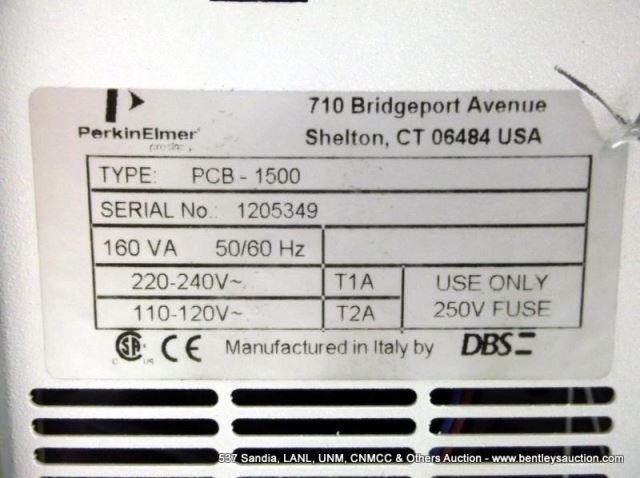 PerkinElmer
precisely
710 Bridgeport Avenue
Shelton, CT 06484 USA
TYPE: PCB - 1500
SERIAL No.: 1205349
160 VA 50/60 Hz
220-240V~ T1A USE ONLY
110-120V~ T2A 250V FUSE
Manufactured in Italy by DBS
537 Sandia, LANL, UNM, CNMCC & Others Auction - www.bentleysauction.com